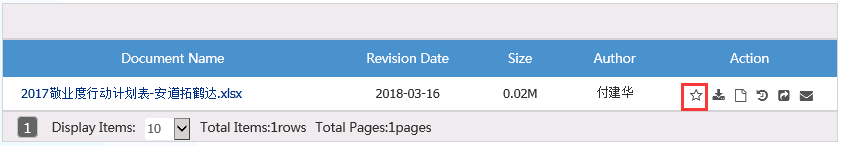 Document Name Revision Date Size Author Action
2017敬业度行动计划表-安道拓鹤达.xlsx 2018-03-16 0.02M 付建华
1 Display Items: 10 Total Items:1rows Total Pages:1pages